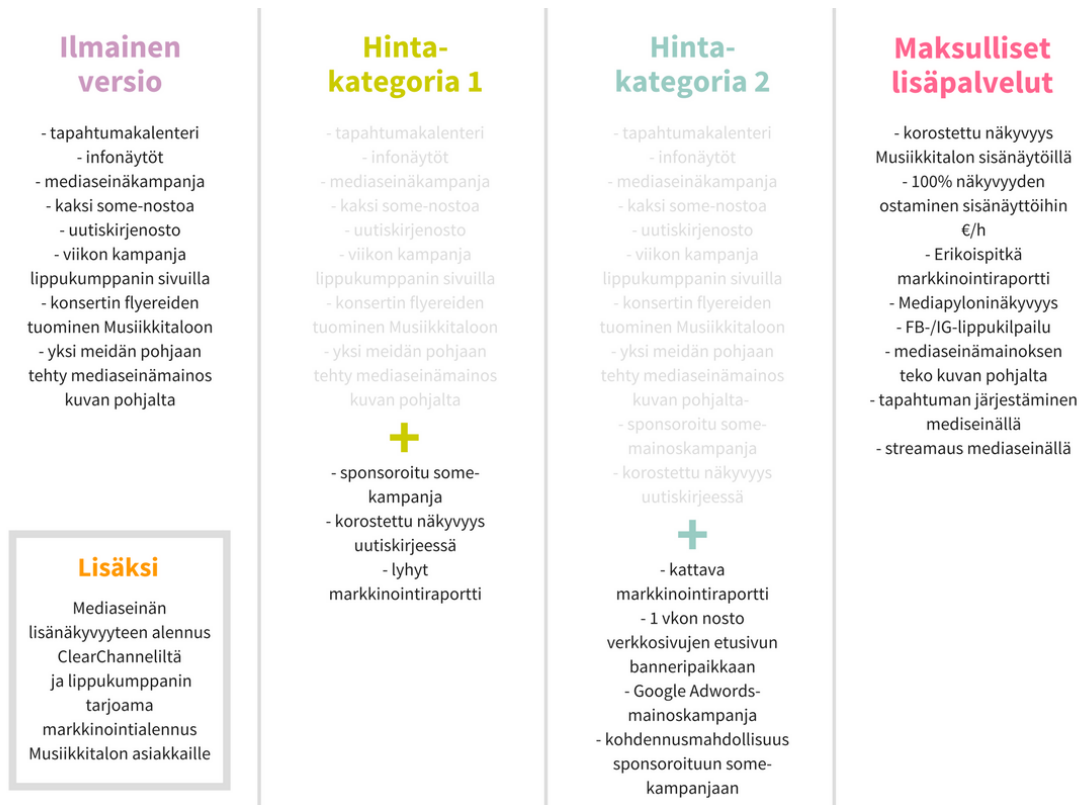 Ilmainen
versio
- tapahtumakalenteri
- infonäytöt
- mediaseinäkampanja
- kaksi some-nostoa
- uutiskirjenosto
- viikon kampanja
lippukumppanin sivuilla
- konsertin flyereiden
tuominen Musiikkitaloon
- yksi meidän pohjaan
tehty mediaseinämainos
kuvan pohjalta
Lisäksi
Mediaseinän
lisänäkyvyyteen alennus
ClearChanneliltä
ja lippukumppanin
tarjoama
markkinointialennus
Musiikkitalon asiakkaille
Hinta-
kategoria 1
- tapahtumakalenteri
- infonäytöt
- mediaseinäkampanja
- kaksi some-nostoa
- uutiskirjenosto
- viikon kampanja
lippukumppanin sivuilla
- konsertin flyereiden
tuominen Musiikkitaloon
- yksi meidän pohjaan
tehty mediaseinämainos
kuvan pohjalta
+
- sponsoroitu some-
kampanja
- korostettu näkyvyys
uutiskirjeessä
- lyhyt
markkinointiraportti
Hinta-
kategoria 2
- tapahtumakalenteri
- infonäytöt
- mediaseinäkampanja
- kaksi some-nostoa
- uutiskirjenosto
- viikon kampanja
lippukumppanin sivuilla
- konsertin flyereiden
tuominen Musiikkitaloon
- yksi meidän pohjaan
tehty mediaseinämainos
kuvan pohjalta-
- sponsoroitu some-
mainoskampanja
- korostettu näkyvyys
uutiskirjeessä
+
- kattava
markkinointiraportti
- 1 vkon nosto
verkkosivujen etusivun
banneripaikkaan
- Google Adwords-
mainoskampanja
- kohdennusmahdollisuus
sponsoroituun some-
kampanjaan
Maksulliset
lisäpalvelut
- korostettu näkyvyys
Musiikkitalon sisänäytöillä
- 100% näkyvyyden
ostaminen sisänäyttöihin
€/h
- Erikoispitkä
markkinointiraportti
- Mediapyloninäkyvyys
- FB-/IG-lippukilpailu
- mediaseinämainoksen
teko kuvan pohjalta
- tapahtuman järjestäminen
mediseinällä
- streamaus mediaseinällä